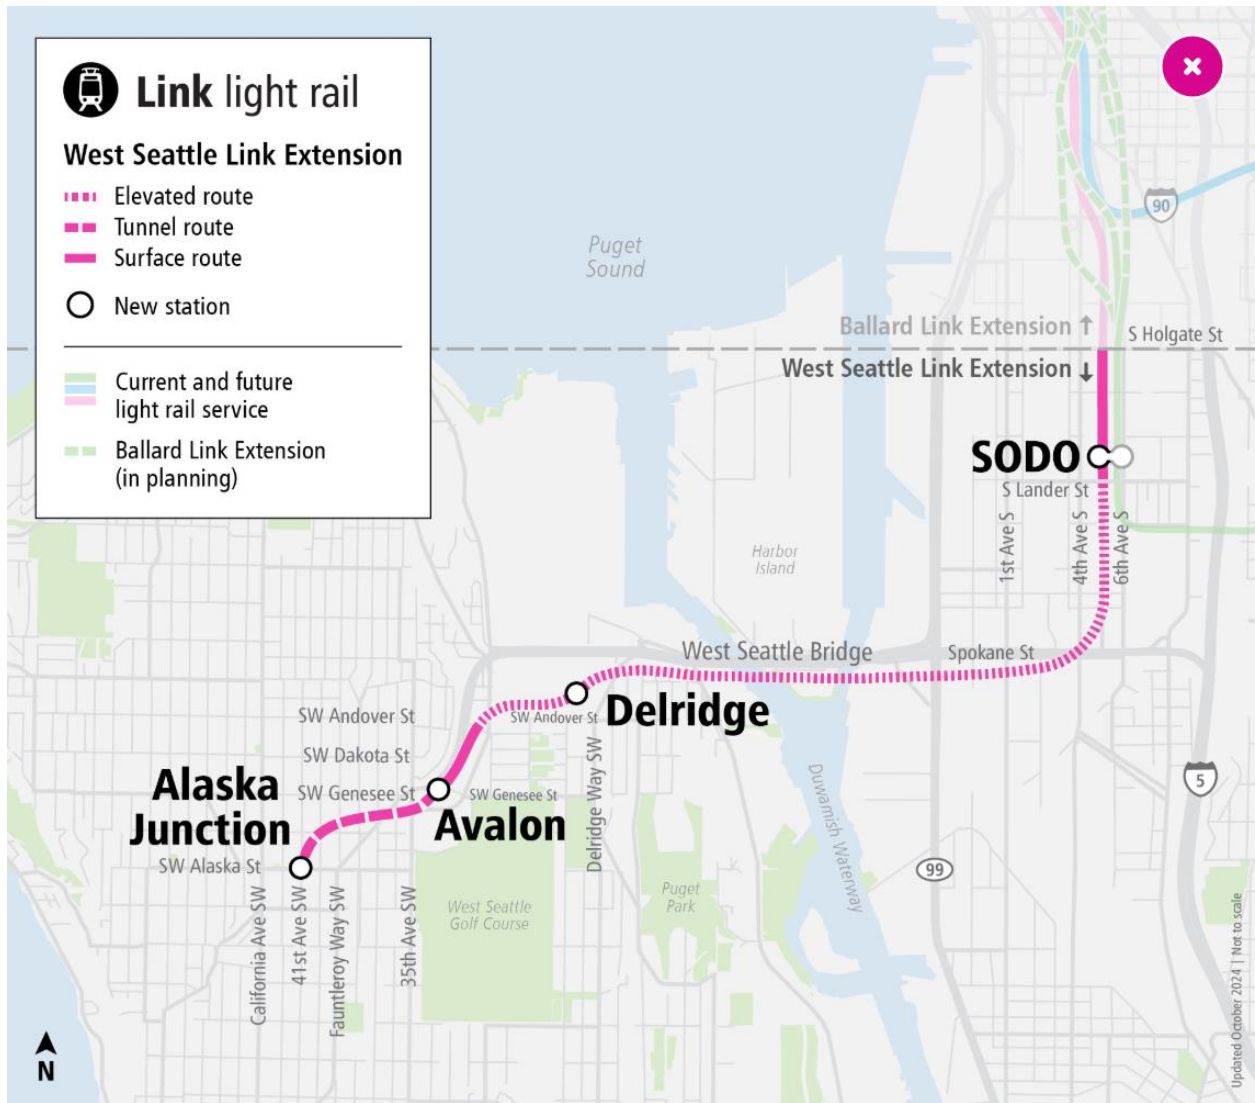 Link light rail
West Seattle Link Extension
Elevated route
Tunnel route
Surface route
New station
Current and future
light rail service
Ballard Link Extension
(in planning)
90
Puget
Sound
Ballard Link Extension ↑
S Holgate St
West Seattle Link Extension ↓
SODO
S Lander St
1st Ave S
4th Ave S
6th Ave S
Harbor
Island
West Seattle Bridge
Spokane St
SW Andover St
SW Andover St
Delridge
SW Dakota St
Delridge Way SW
Alaska
Junction
SW Genesee St
SW Genesee St
Avalon
5
Duwamish Waterway
SW Alaska St
99
California Ave SW
41st Ave SW
Fauntleroy Way SW
35th Ave SW
West Seattle
Golf Course
Puget
Park
N
Updated October 2024 | Not to scale